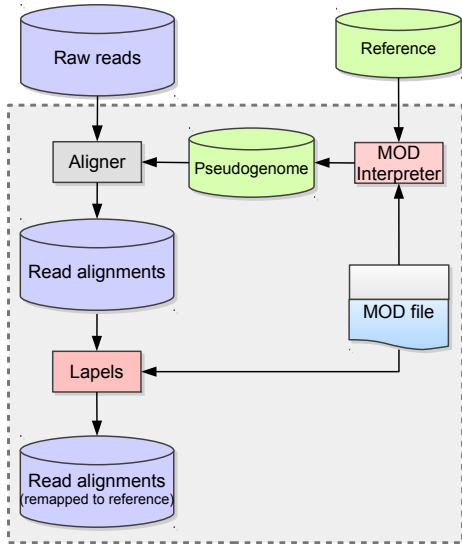 Raw reads
Reference
Aligner
Pseudogenome
MOD
Interpreter
Read alignments
MOD file
Lapels
Read alignments
(remapped to reference)